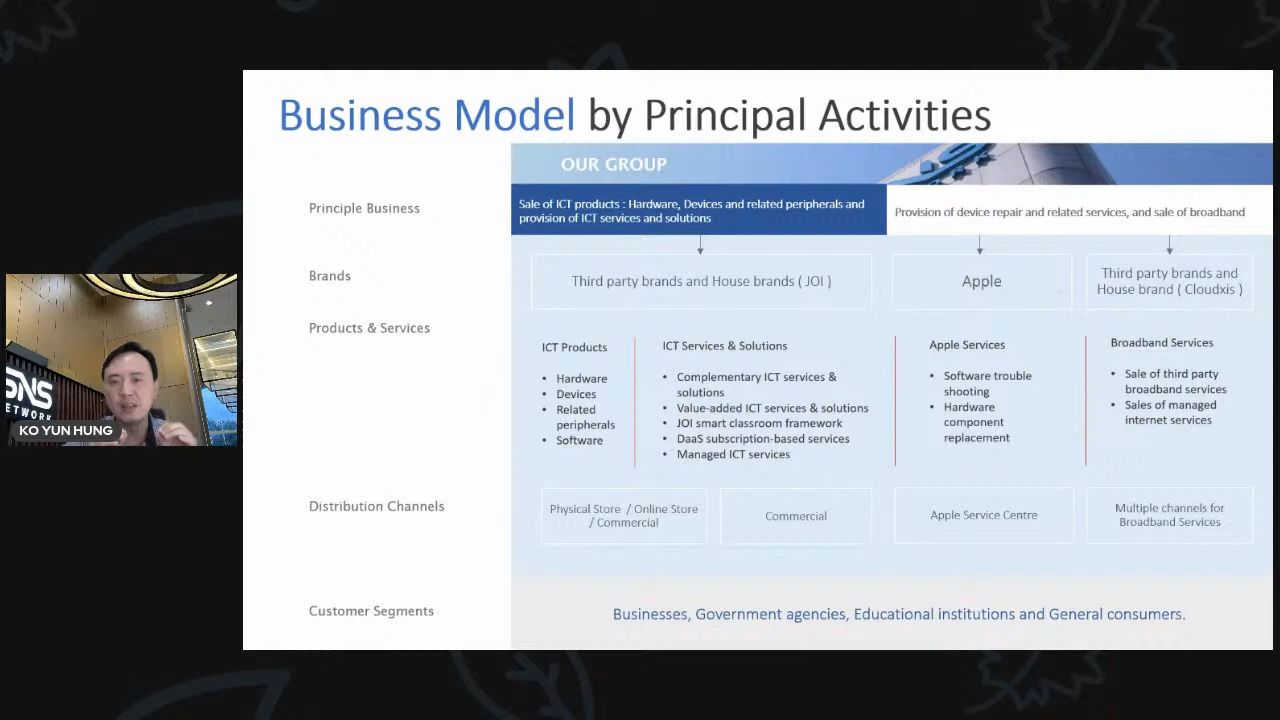 Business Model by Principal Activities
OUR GROUP
Principle Business
Sale of ICT products : Hardware, Devices and related peripherals and
provision of ICT services and solutions
Provision of device repair and related services, and sale of broadband
Brands
Third party brands and House brands ( JOI )
Apple
Third party brands and
House brand ( Cloudxis )
Products & Services
ICT Products
• Hardware
• Devices
• Related
peripherals
• Software
ICT Services & Solutions
• Complementary ICT services &
solutions
• Value-added ICT services & solutions
• JOI smart classroom framework
• DaaS subscription-based services
• Managed ICT services
Apple Services
• Software trouble
shooting
• Hardware
component
replacement
Broadband Services
• Sale of third party
broadband services
• Sales of managed
internet services
Distribution Channels
Physical Store / Online Store
/ Commercial
Commercial
Apple Service Centre
Multiple channels for
Broadband Services
Customer Segments
Businesses, Government agencies, Educational institutions and General consumers.
SNS
NETWORK
KO YUN HUNG